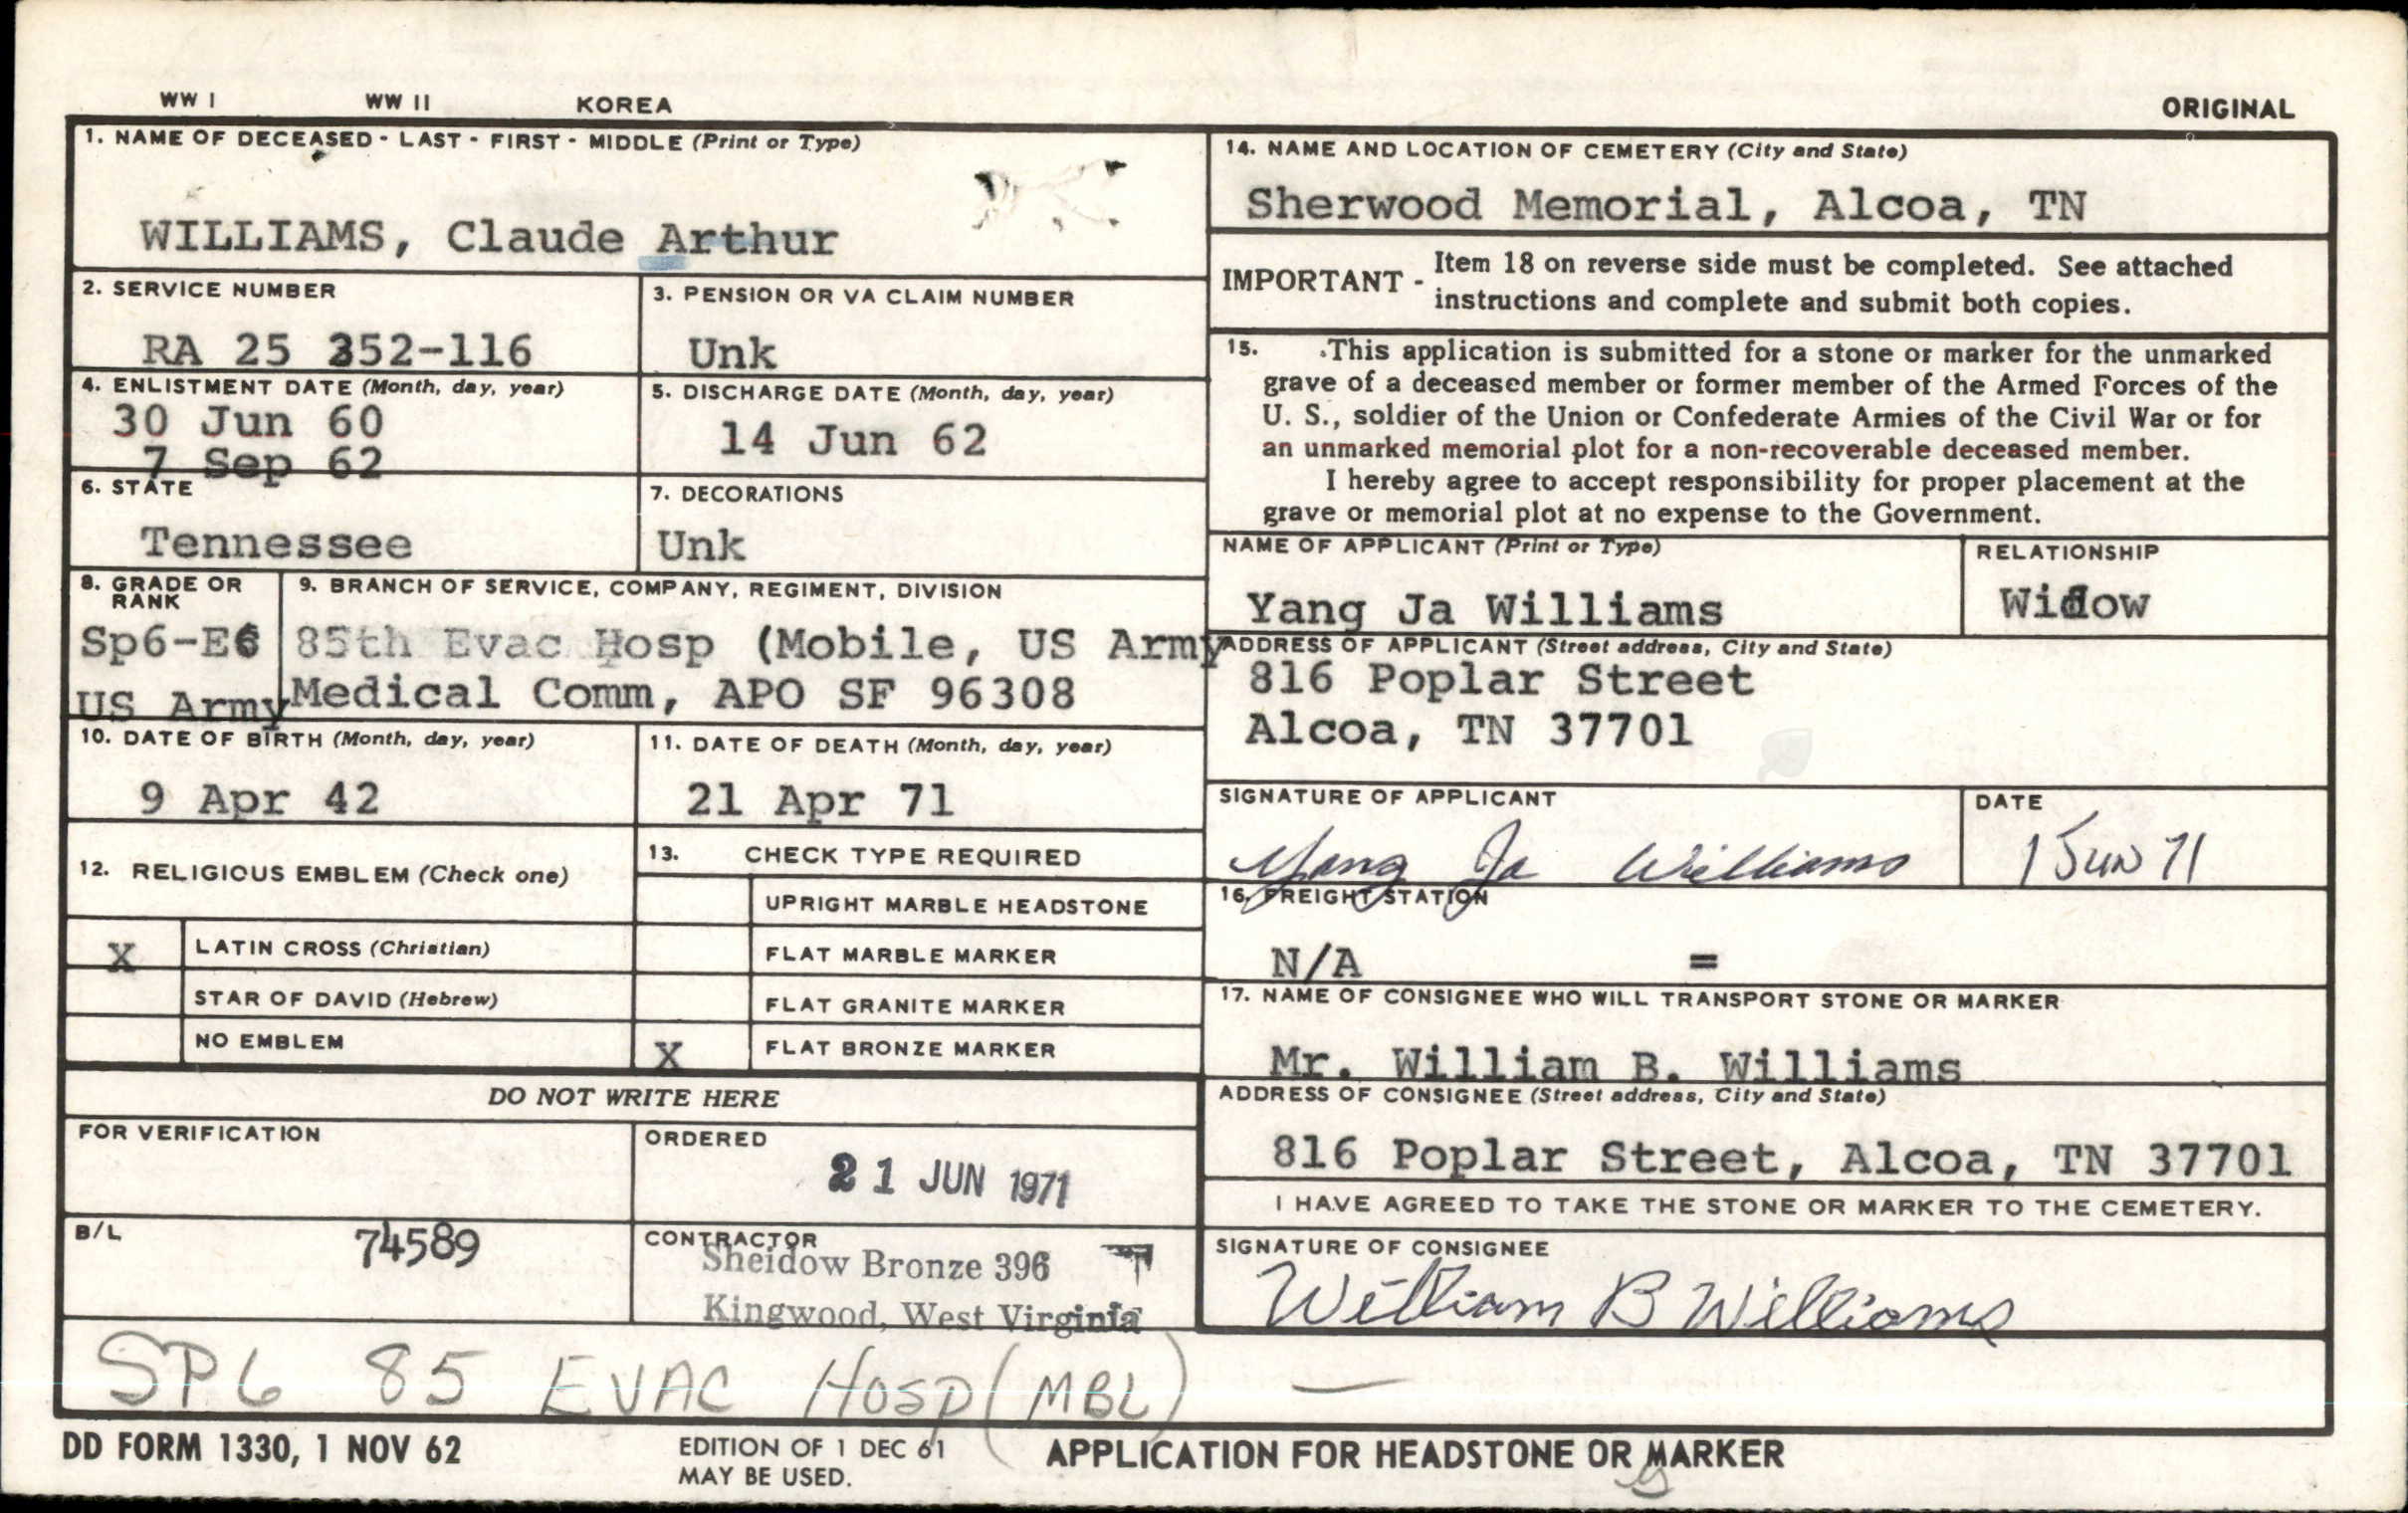 WW I WW II KOREA ORIGINAL
1. NAME OF DECEASED - LAST - FIRST - MIDDLE (Print or Type)
WILLIAMS, Claude Arthur
2. SERVICE NUMBER
RA 25 352-116
3. PENSION OR VA CLAIM NUMBER
Unk
4. ENLISTMENT DATE (Month, day, year)
30 Jun 60
7 Sep 62
5. DISCHARGE DATE (Month, day, year)
14 Jun 62
6. STATE
Tennessee
7. DECORATIONS
Unk
8. GRADE OR
RANK
Sp6-E6
US Army
9. BRANCH OF SERVICE, COMPANY, REGIMENT, DIVISION
85th Evac Hosp (Mobile, US Army
Medical Comm, APO SF 96308
10. DATE OF BIRTH (Month, day, year)
9 Apr 42
11. DATE OF DEATH (Month, day, year)
21 Apr 71
12. RELIGIOUS EMBLEM (Check one)
X LATIN CROSS (Christian)
STAR OF DAVID (Hebrew)
NO EMBLEM
13. CHECK TYPE REQUIRED
UPRIGHT MARBLE HEADSTONE
FLAT MARBLE MARKER
FLAT GRANITE MARKER
X FLAT BRONZE MARKER
DO NOT WRITE HERE
FOR VERIFICATION
ORDERED
21 JUN 1971
B/L 74589
CONTRACTOR
Sheidow Bronze 396
Kingwood, West Virginia
14. NAME AND LOCATION OF CEMETERY (City and State)
Sherwood Memorial, Alcoa, TN
IMPORTANT - Item 18 on reverse side must be completed. See attached
instructions and complete and submit both copies.
15. This application is submitted for a stone or marker for the unmarked
grave of a deceased member or former member of the Armed Forces of the
U. S., soldier of the Union or Confederate Armies of the Civil War or for
an unmarked memorial plot for a non-recoverable deceased member.
I hereby agree to accept responsibility for proper placement at the
grave or memorial plot at no expense to the Government.
NAME OF APPLICANT (Print or Type)
Yang Ja Williams
RELATIONSHIP
Widow
ADDRESS OF APPLICANT (Street address, City and State)
816 Poplar Street
Alcoa, TN 37701
SIGNATURE OF APPLICANT
Yang Ja Williams
DATE
1 Jun 71
16. FREIGHT STATION
N/A =
17. NAME OF CONSIGNEE WHO WILL TRANSPORT STONE OR MARKER
Mr. William B. Williams
ADDRESS OF CONSIGNEE (Street address, City and State)
816 Poplar Street, Alcoa, TN 37701
I HAVE AGREED TO TAKE THE STONE OR MARKER TO THE CEMETERY.
SIGNATURE OF CONSIGNEE
William B Williams
SP6 85 EVAC HOSP (MBL) —
DD FORM 1330, 1 NOV 62
EDITION OF 1 DEC 61
MAY BE USED.
APPLICATION FOR HEADSTONE OR MARKER